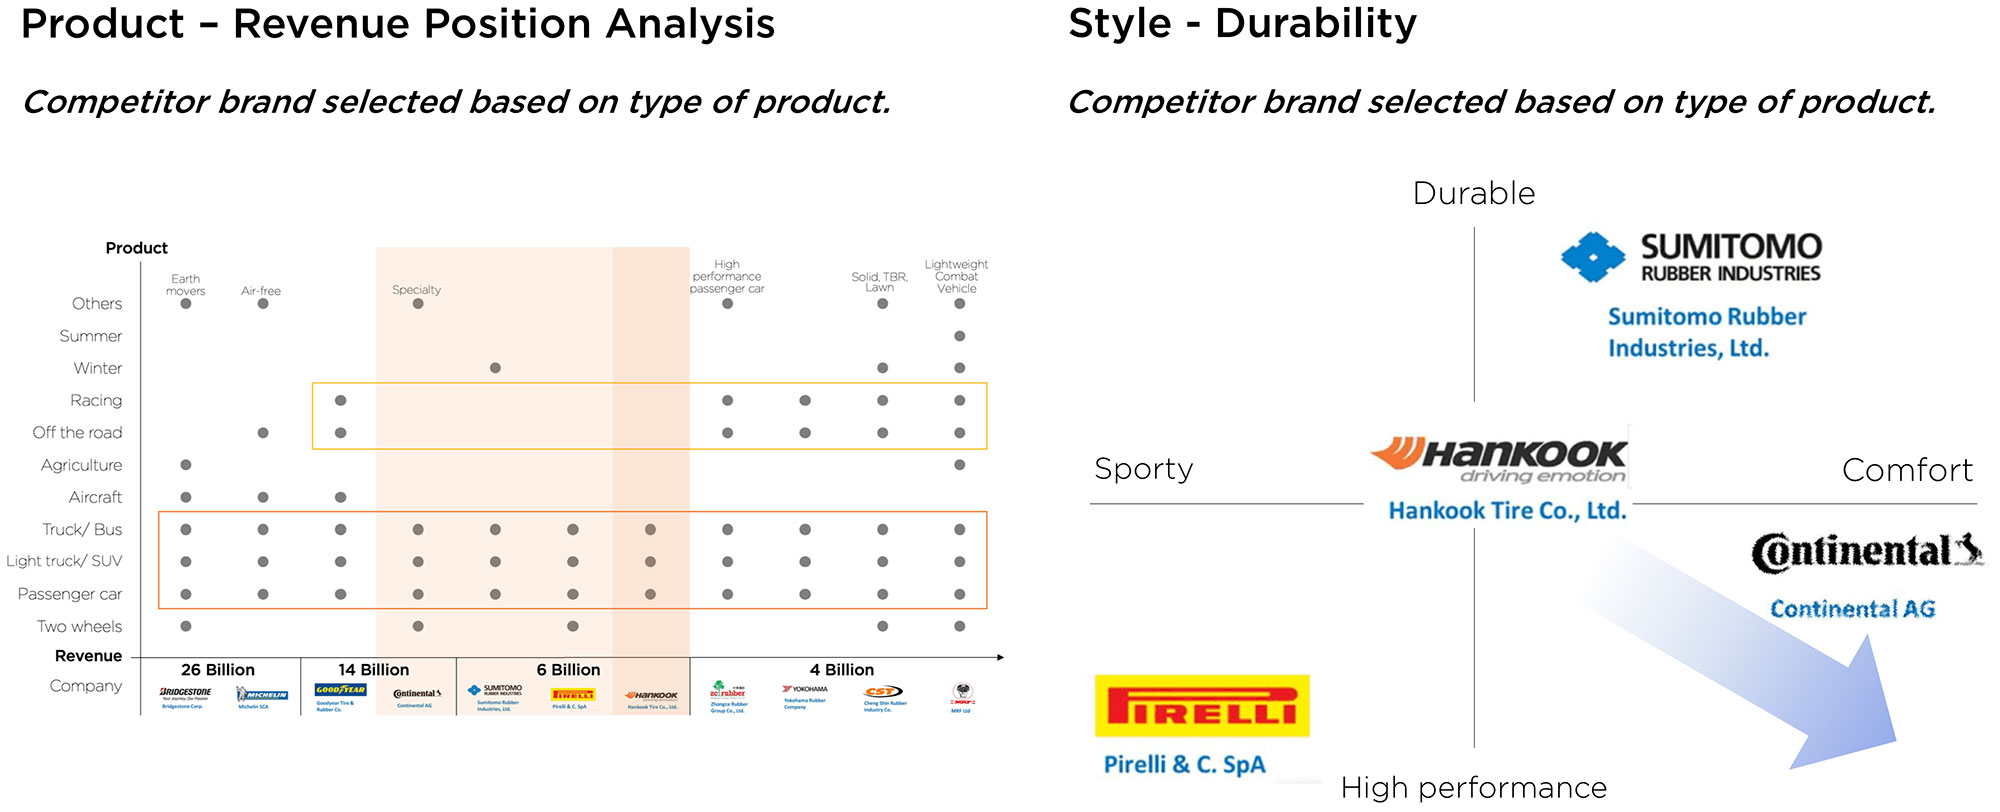 Product – Revenue Position Analysis
Competitor brand selected based on type of product.
Product
Earth
movers
Air-free
Specialty
High
performance
passenger car
Solid, TBR,
Lawn
Lightweight
Combat
Vehicle
Others
Summer
Winter
Racing
Off the road
Agriculture
Aircraft
Truck/ Bus
Light truck/ SUV
Passenger car
Two wheels
Revenue
26 Billion
14 Billion
6 Billion
4 Billion
Company
BRIDGESTONE
Your Journey, Our Passion
Bridgestone Corp.
MICHELIN
Michelin SCA
GOODYEAR
Goodyear Tire &
Rubber Co.
Continental
Continental AG
SUMITOMO
RUBBER INDUSTRIES
Sumitomo Rubber
Industries, Ltd.
PIRELLI
Pirelli & C. SpA
HANKOOK
Hankook Tire Co., Ltd.
zc rubber
Zhongce Rubber
Group Co., Ltd.
YOKOHAMA
Yokohama Rubber
Company
CST
Cheng Shin Rubber
Industry Co.
MRF
MRF Ltd
Style - Durability
Competitor brand selected based on type of product.
Durable
SUMITOMO
RUBBER INDUSTRIES
Sumitomo Rubber
Industries, Ltd.
Sporty
HANKOOK
driving emotion
Hankook Tire Co., Ltd.
Comfort
Continental
Continental AG
PIRELLI
Pirelli & C. SpA
High performance